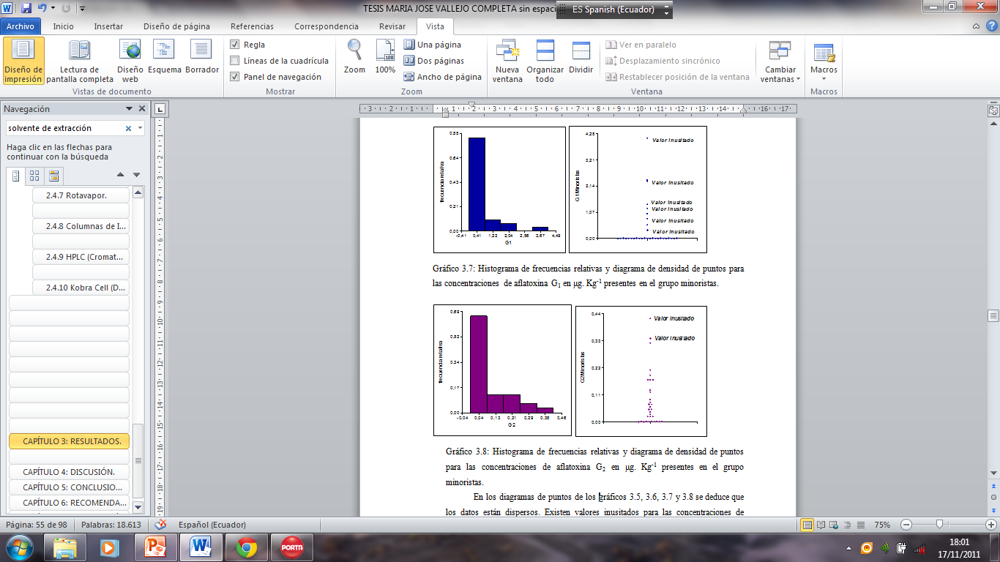 TESIS MARIA JOSE VALLEJO COMPLETA sin espaci
ES Spanish (Ecuador)
Archivo Inicio Insertar Diseño de página Referencias Correspondencia Revisar Vista
Diseño de impresión
Lectura de pantalla completa
Diseño web
Esquema
Borrador
Vistas de documento
Regla
Líneas de la cuadrícula
Panel de navegación
Mostrar
Zoom
100%
Una página
Dos páginas
Ancho de página
Zoom
Nueva ventana
Organizar todo
Dividir
Ver en paralelo
Desplazamiento sincrónico
Restablecer posición de la ventana
Ventana
Cambiar ventanas
Macros
Macros
Navegación
solvente de extracción
Haga clic en las flechas para
continuar con la búsqueda
2.4.7 Rotavapor.
2.4.8 Columnas de I...
2.4.9 HPLC (Cromat...
2.4.10 Kobra Cell (D...
CAPÍTULO 3: RESULTADOS.
CAPÍTULO 4: DISCUSIÓN.
CAPÍTULO 5: CONCLUSIO...
CAPÍTULO 6: RECOMENDA...
frecuencia relativa
0,64
0,43
0,21
0,00
-0,41 0,41 1,22 2,04 2,86 3,67 4,49
G1
G1Minoristas
4,28
3,21
2,14
1,07
0,00
Valor inusitado
Valor inusitado
Valor inusitado
Valor inusitado
Valor inusitado
Valor inusitado
Gráfico 3.7: Histograma de frecuencias relativas y diagrama de densidad de puntos para
las concentraciones de aflatoxina G1 en µg. Kg-1 presentes en el grupo minoristas.
frecuencia relativa
0,69
0,52
0,34
0,17
0,00
-0,04 0,04 0,13 0,21 0,29 0,38 0,46
G2
G2Minoristas
0,44
0,33
0,22
0,11
0,00
Valor inusitado
Valor inusitado
Gráfico 3.8: Histograma de frecuencias relativas y diagrama de densidad de puntos
para las concentraciones de aflatoxina G2 en µg. Kg-1 presentes en el grupo
minoristas.
En los diagramas de puntos de los gráficos 3.5, 3.6, 3.7 y 3.8 se deduce que
los datos están dispersos. Existen valores inusitados para las concentraciones de
Página: 55 de 98 Palabras: 18.613 Español (Ecuador) 75%
PORTA
18:01
17/11/2011